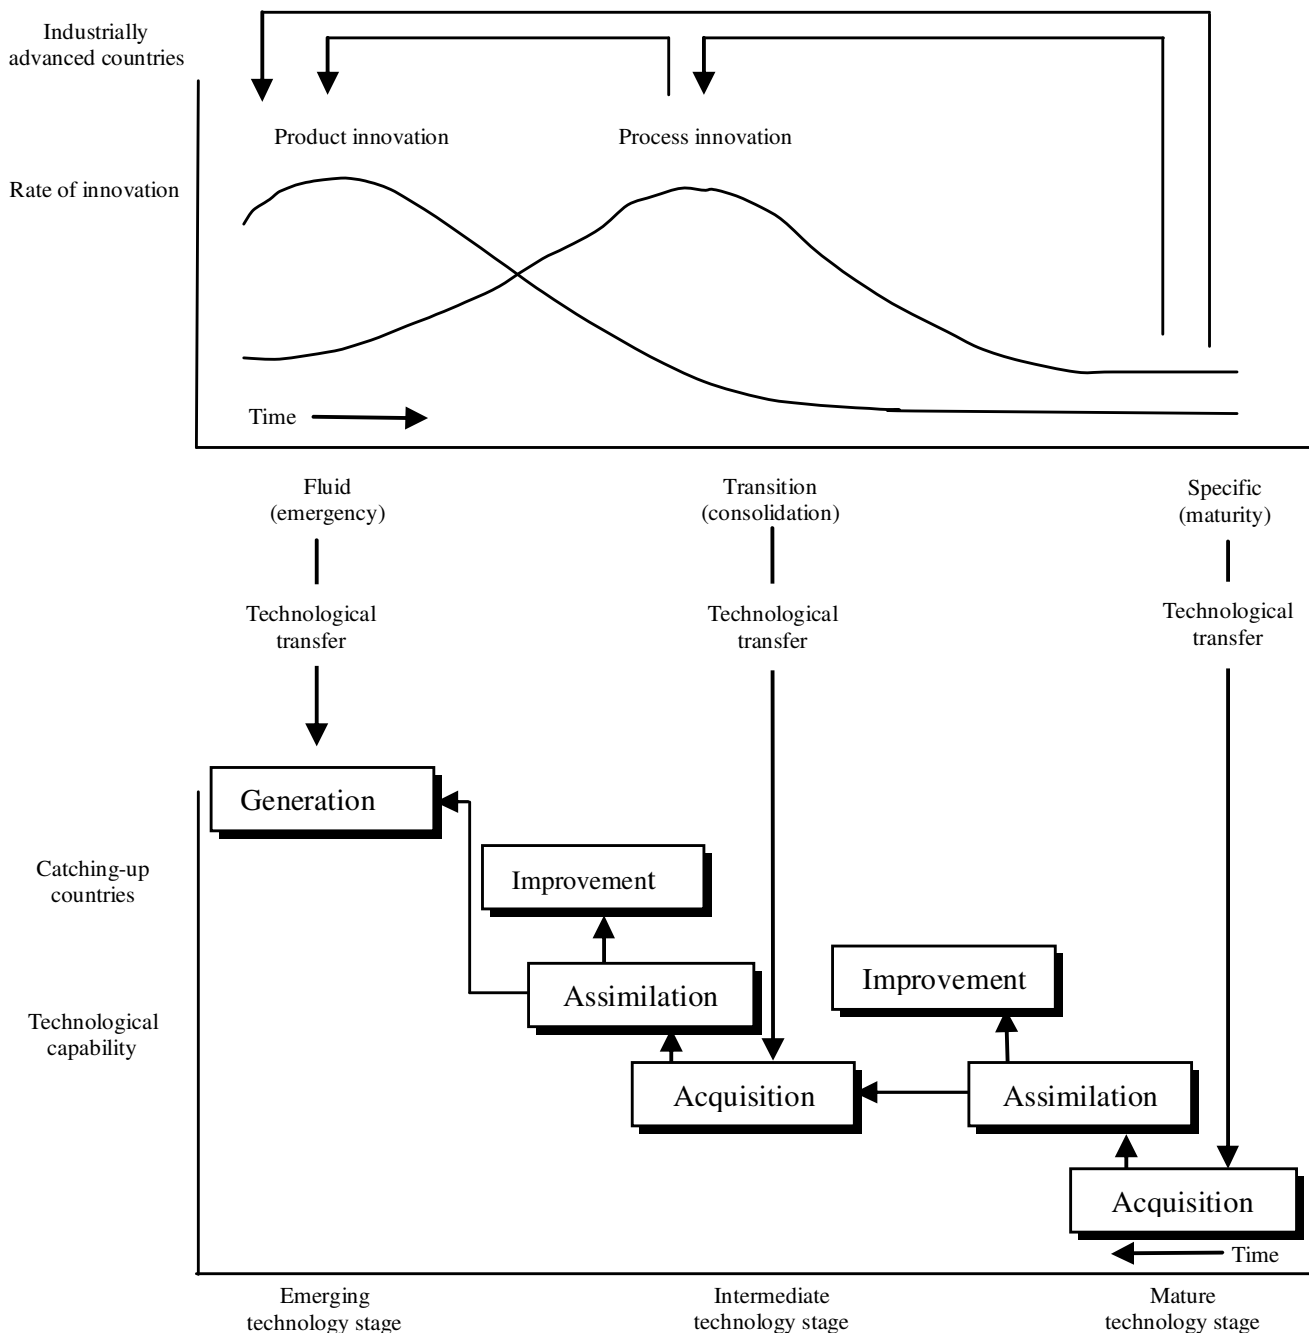 Industrially
advanced countries
Product innovation
Process innovation
Rate of innovation
Time
Fluid
(emergency)
Transition
(consolidation)
Specific
(maturity)
Technological
transfer
Technological
transfer
Technological
transfer
Generation
Catching-up
countries
Improvement
Improvement
Assimilation
Technological
capability
Acquisition
Assimilation
Acquisition
Time
Emerging
technology stage
Intermediate
technology stage
Mature
technology stage